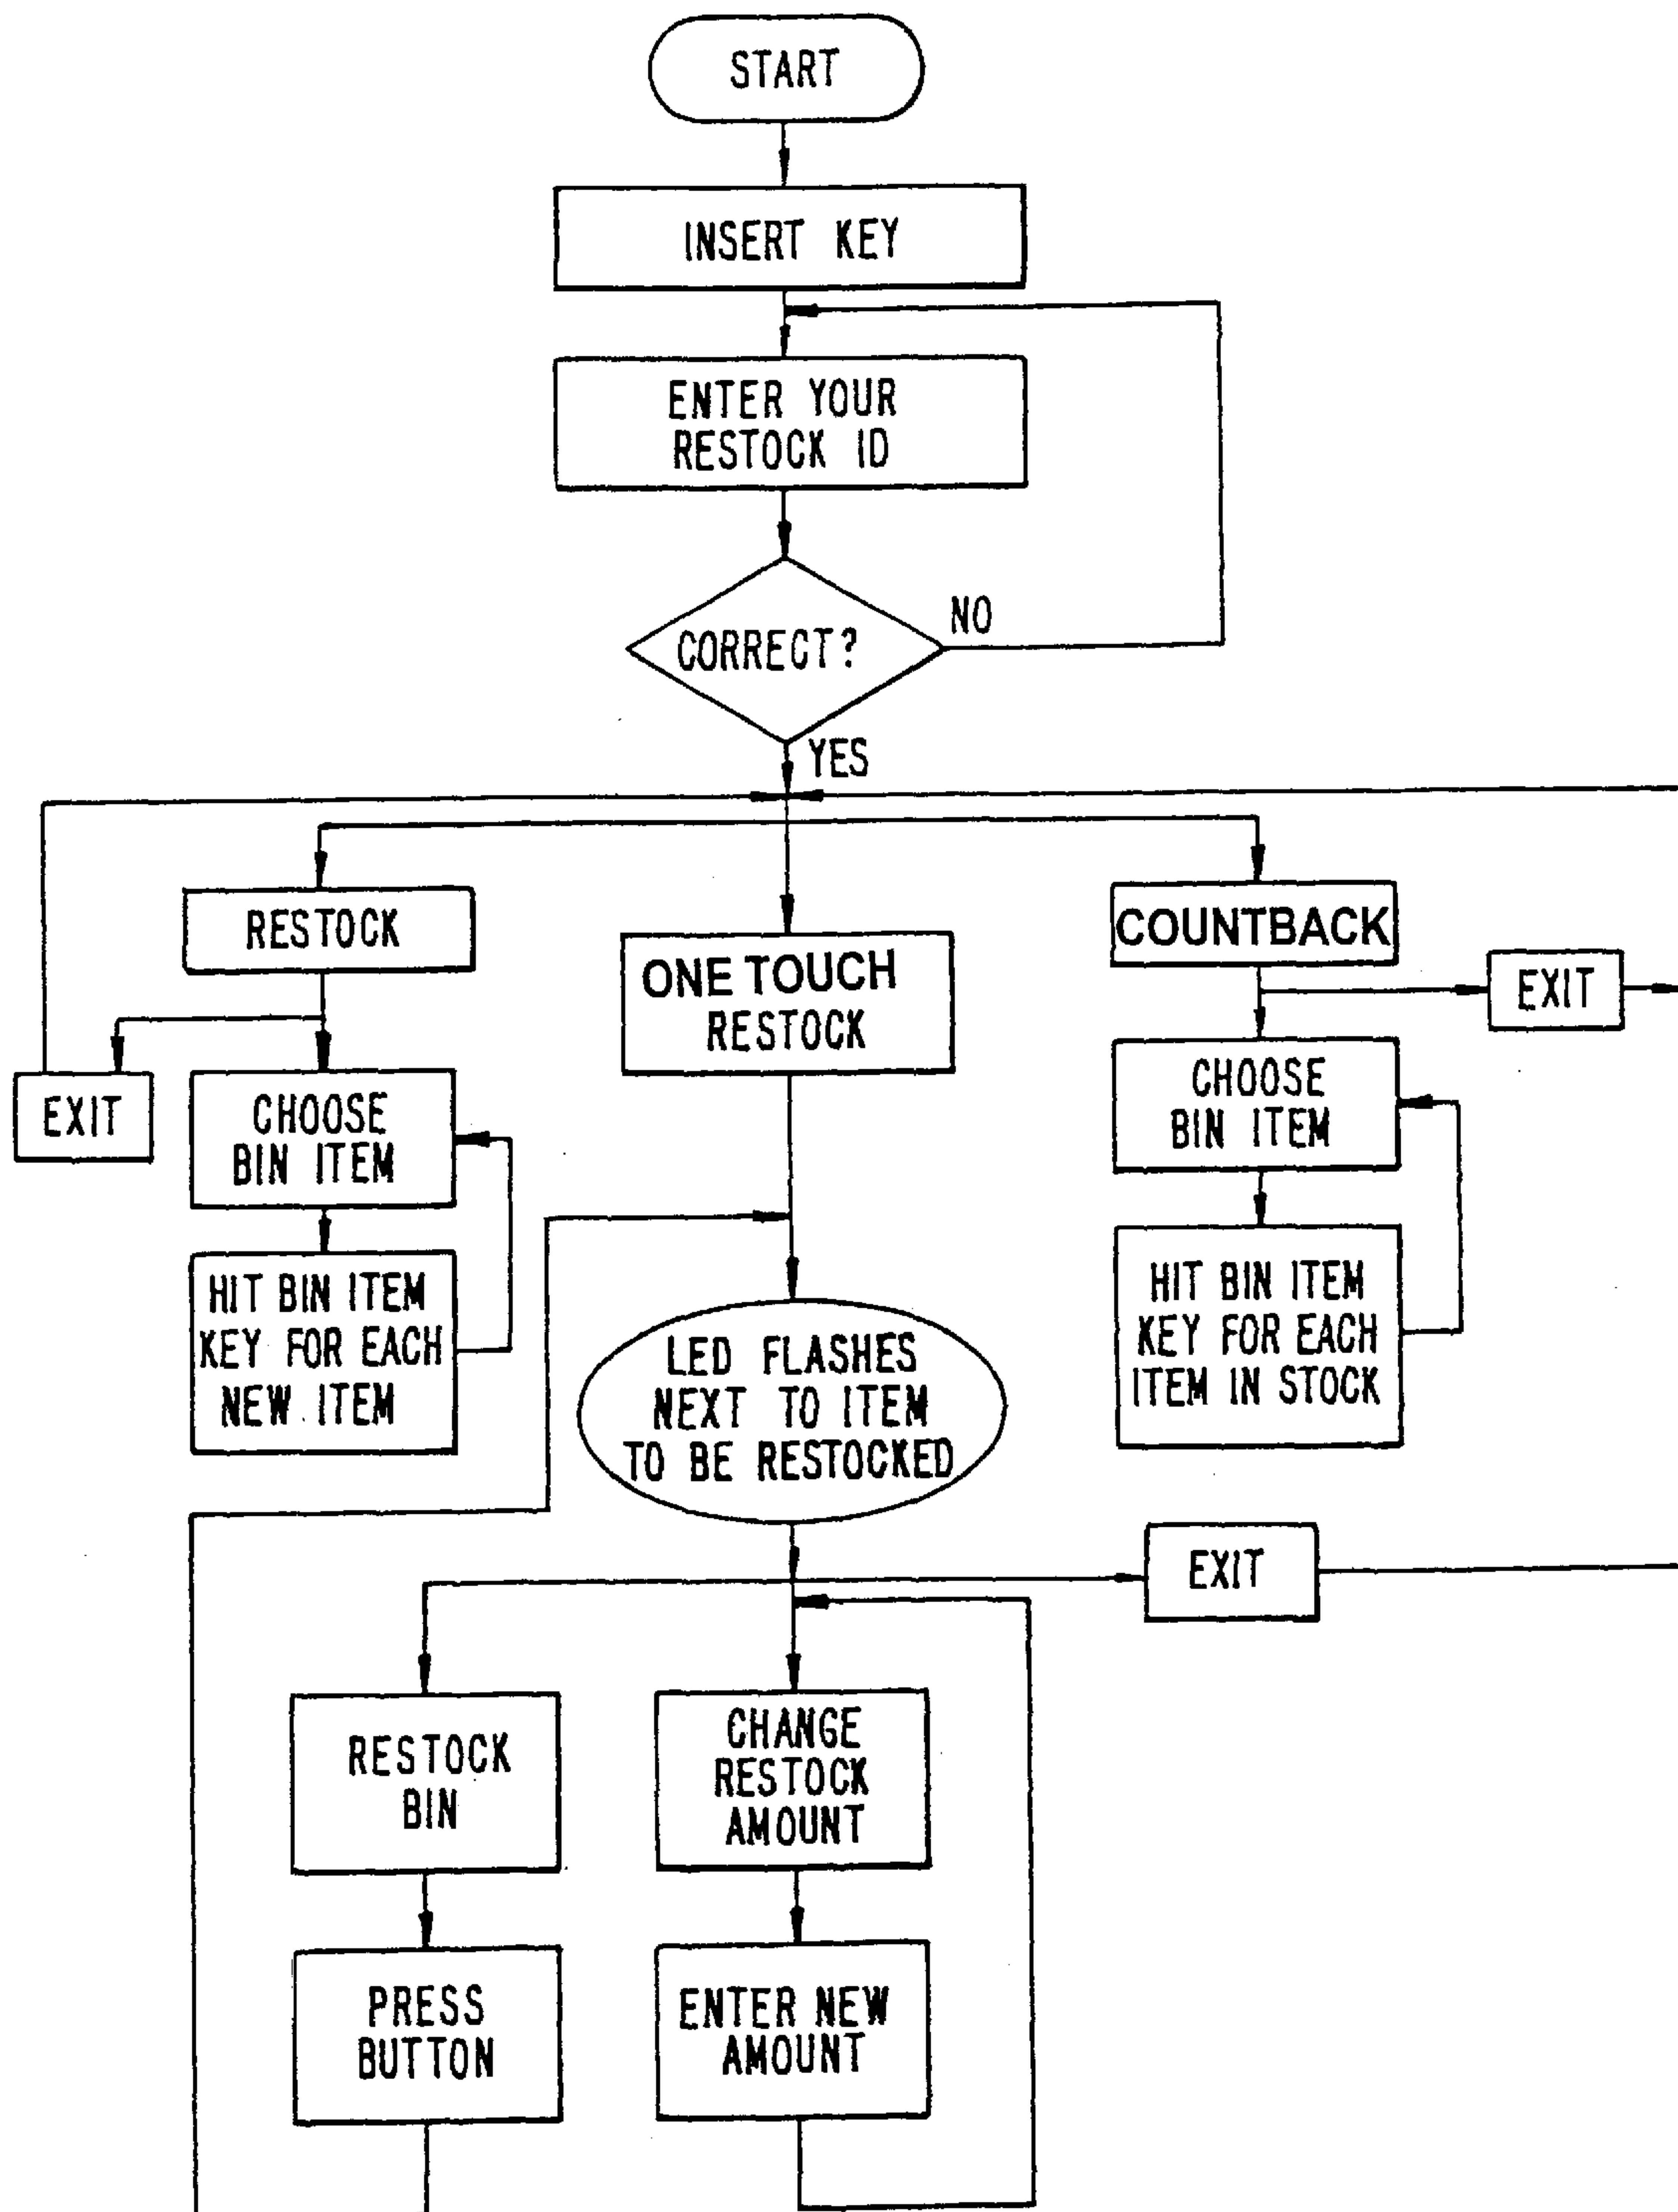 START
INSERT KEY
ENTER YOUR
RESTOCK ID
CORRECT?
NO
YES
RESTOCK
EXIT
CHOOSE
BIN ITEM
HIT BIN ITEM
KEY FOR EACH
NEW ITEM
ONE TOUCH
RESTOCK
LED FLASHES
NEXT TO ITEM
TO BE RESTOCKED
COUNTBACK
EXIT
CHOOSE
BIN ITEM
HIT BIN ITEM
KEY FOR EACH
ITEM IN STOCK
EXIT
RESTOCK
BIN
PRESS
BUTTON
CHANGE
RESTOCK
AMOUNT
ENTER NEW
AMOUNT